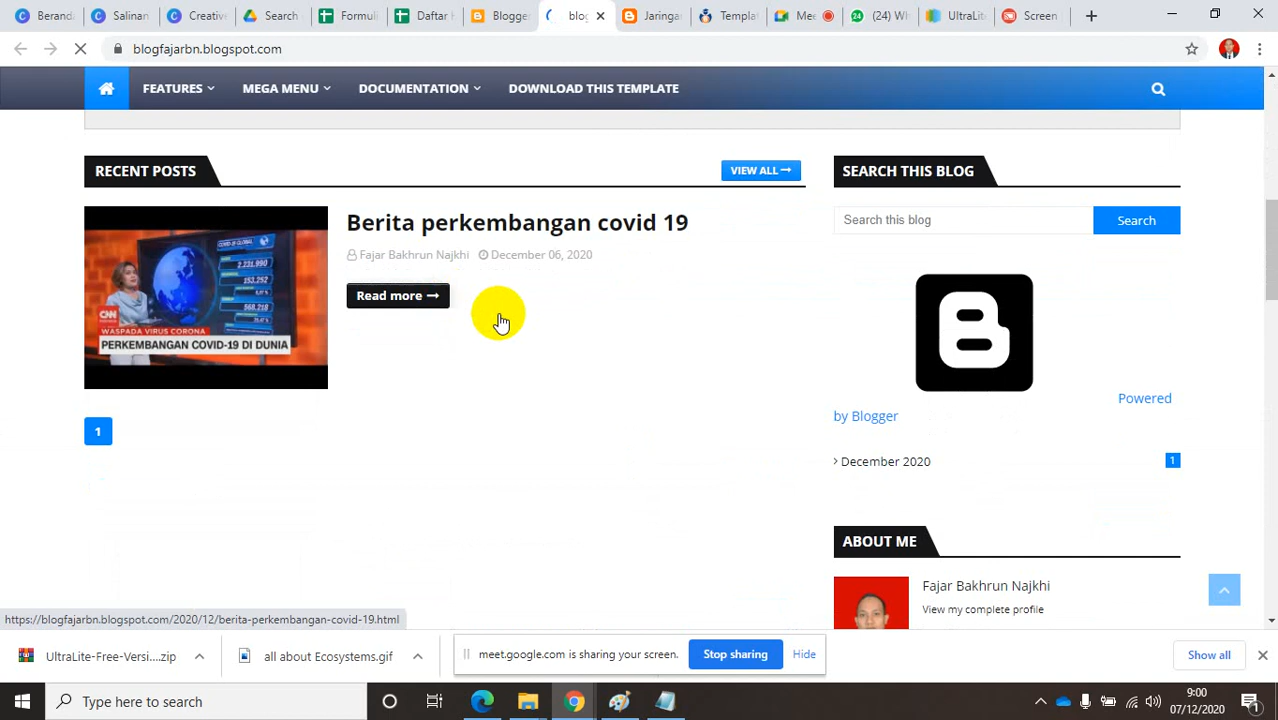 Berand
Salinan
Creative
Search
Formuli
Daftar
Blogge
blog
Jaringa
Templat
Mee
(24) W
UltraLit
Screen
blogfajarbn.blogspot.com
FEATURES
MEGA MENU
DOCUMENTATION
DOWNLOAD THIS TEMPLATE
RECENT POSTS
VIEW ALL
Berita perkembangan covid 19
Fajar Bakhrun Najkhi December 06, 2020
Read more
COVID-19 GLOBAL
2.231.990
153.252
568.218
CNN
WASPADA VIRUS CORONA
PERKEMBANGAN COVID-19 DI DUNIA
1
SEARCH THIS BLOG
Search this blog
Search
Powered
by Blogger
December 2020 1
ABOUT ME
Fajar Bakhrun Najkhi
View my complete profile
https://blogfajarbn.blogspot.com/2020/12/berita-perkembangan-covid-19.html
UltraLite-Free-Versi....zip
all about Ecosystems.gif
meet.google.com is sharing your screen.
Stop sharing
Hide
Show all
Type here to search
9:00
07/12/2020
1